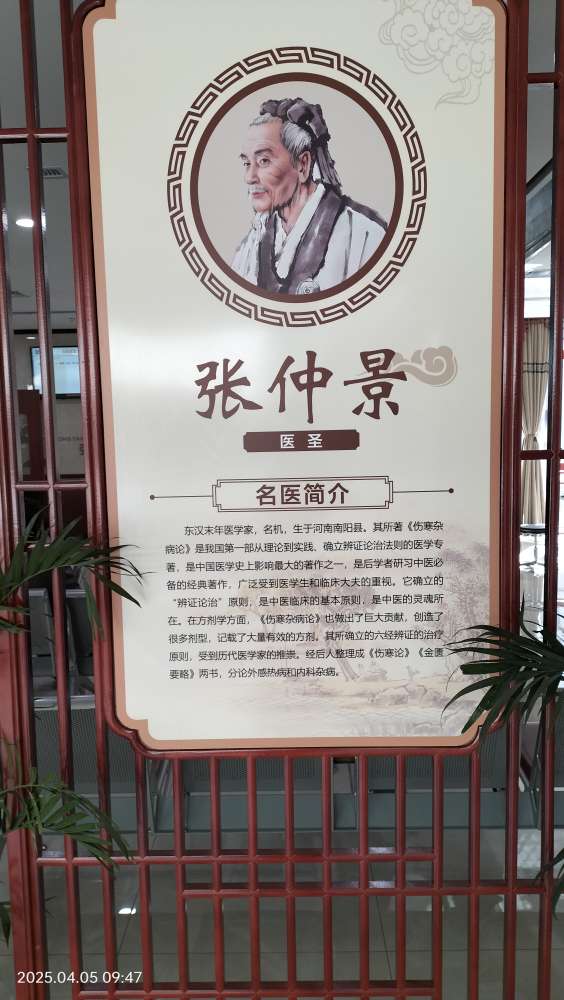 张仲景
医圣
名医简介
东汉末年医学家，名机，生于河南南阳县。其所著《伤寒杂
病论》是我国第一部从理论到实践、确立辨证论治法则的医学专
著，是中国医学史上影响最大的著作之一，是后学者研习中医必
备的经典著作，广泛受到医学生和临床大夫的重视。它确立的
“辨证论治”原则，是中医临床的基本原则，是中医的灵魂所
在。在方剂学方面，《伤寒杂病论》也做出了巨大贡献，创造了
很多剂型，记载了大量有效的方剂。其所确立的六经辨证的治疗
原则，受到历代医学家的推崇。经后人整理成《伤寒论》《金匮
要略》两书，分论外感热病和内科杂病。
2025.04.05 09:47